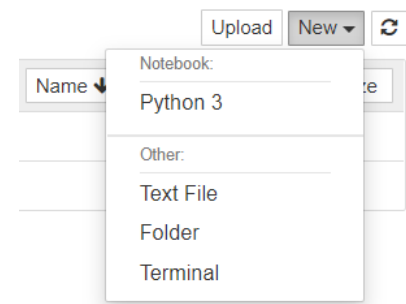 Upload New
Name
Notebook:
Python 3
Other:
Text File
Folder
Terminal